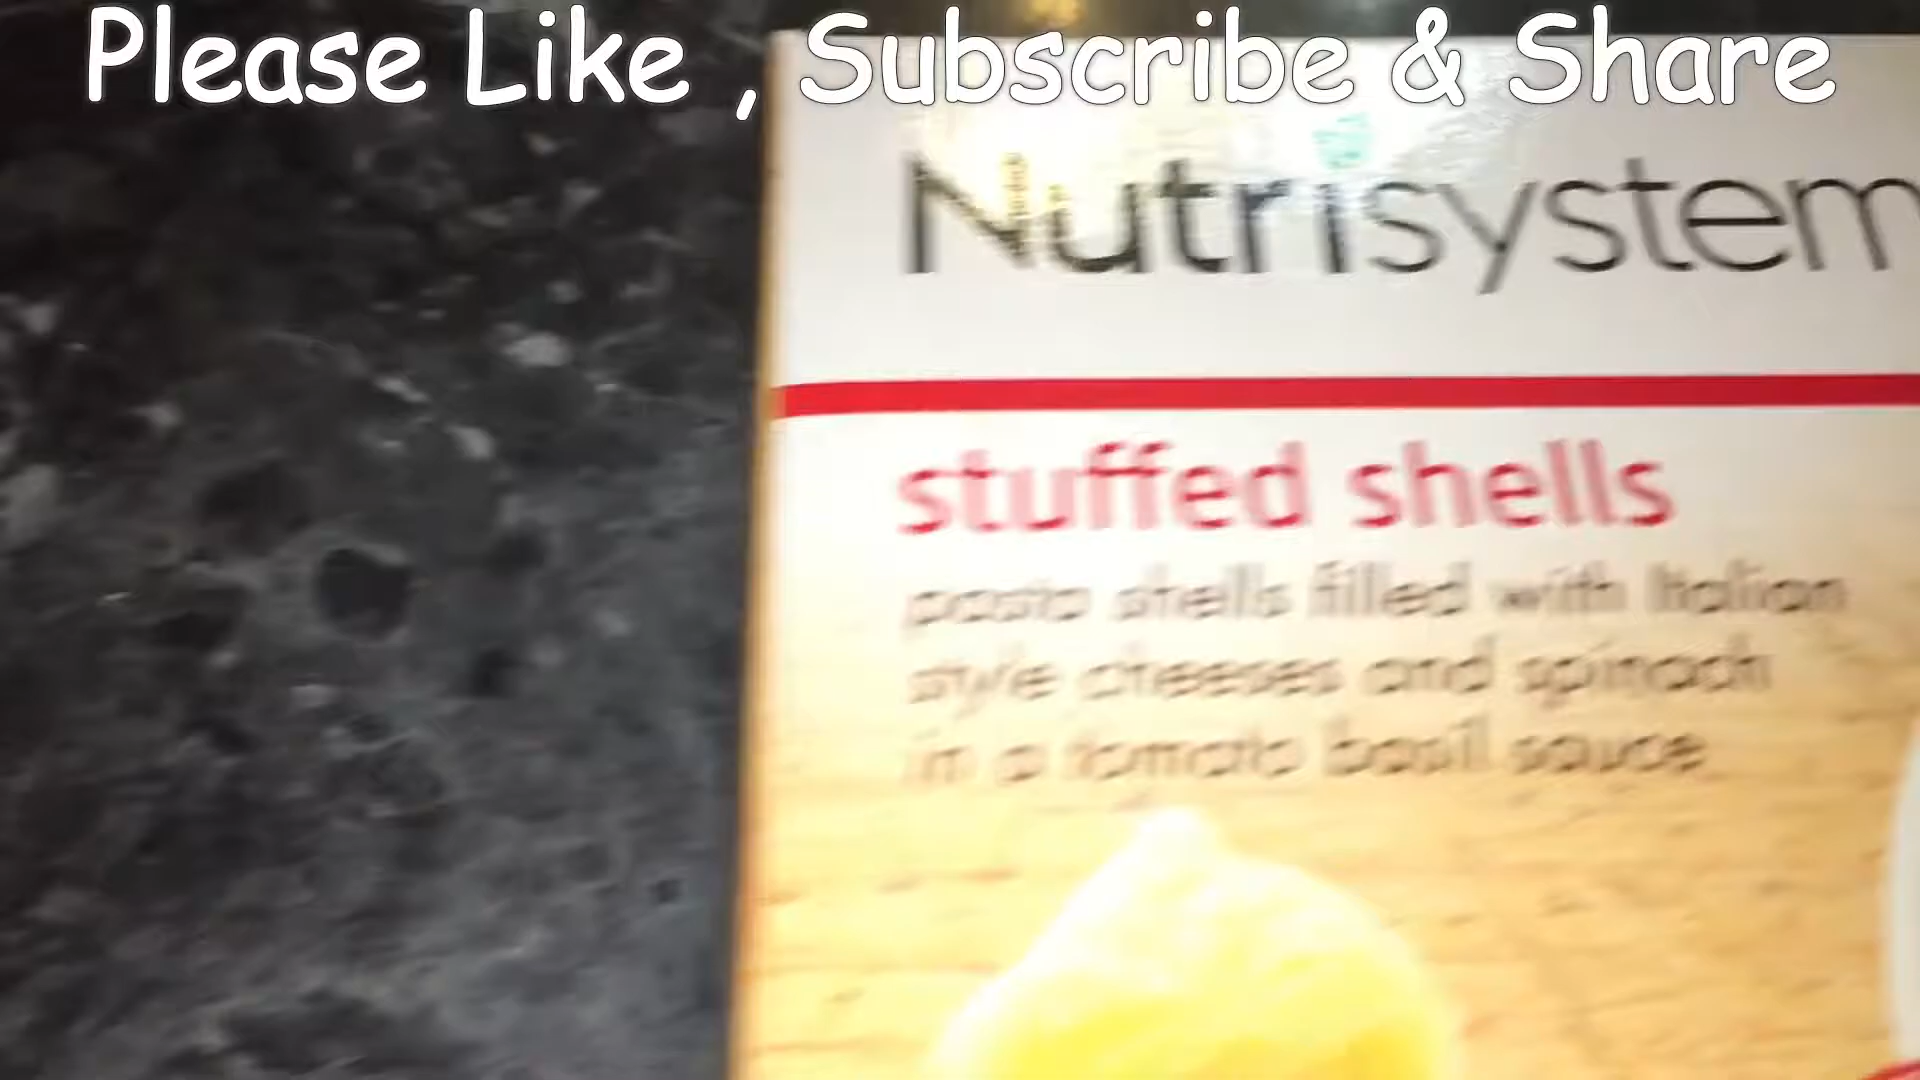 Please Like , Subscribe & Share
Nutrisystem
stuffed shells
pasta shells filled with Italian
style cheeses and spinach
in a tomato basil sauce